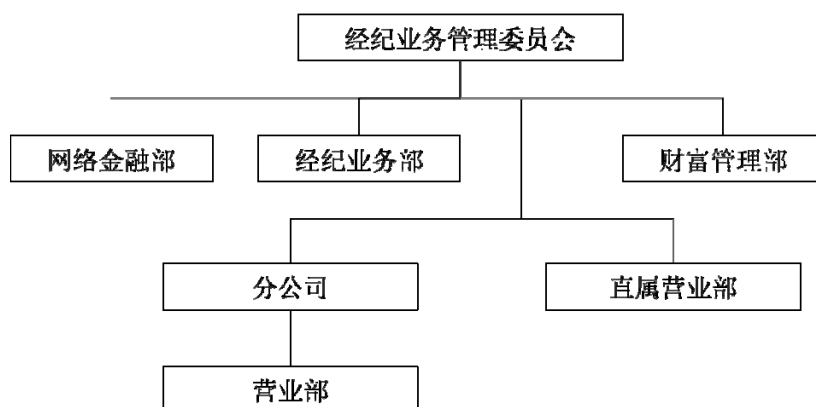 经纪业务管理委员会
网络金融部
经纪业务部
财富管理部
分公司
直属营业部
营业部